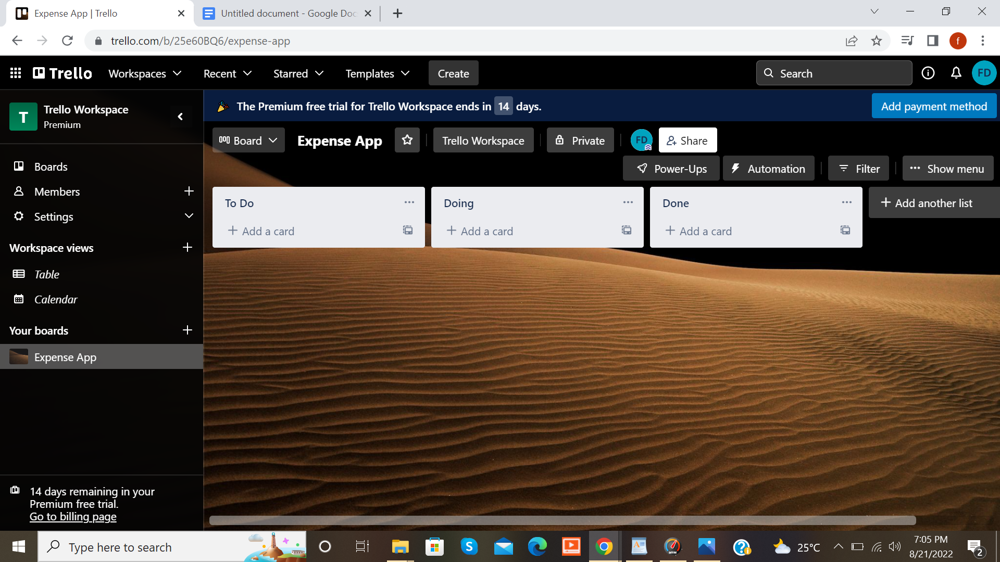 Expense App | Trello
Untitled document - Google Doc
trello.com/b/25e60BQ6/expense-app
f
Trello
Workspaces
Recent
Starred
Templates
Create
Search
FD
T
Trello Workspace
Premium
The Premium free trial for Trello Workspace ends in 14 days.
Add payment method
Board
Expense App
Trello Workspace
Private
FD
Share
Power-Ups
Automation
Filter
Show menu
Boards
Members
Settings
Workspace views
Table
Calendar
Your boards
Expense App
To Do
Add a card
Doing
Add a card
Done
Add a card
Add another list
14 days remaining in your
Premium free trial.
Go to billing page
Type here to search
S
WPM
25°C
7:05 PM
8/21/2022
2